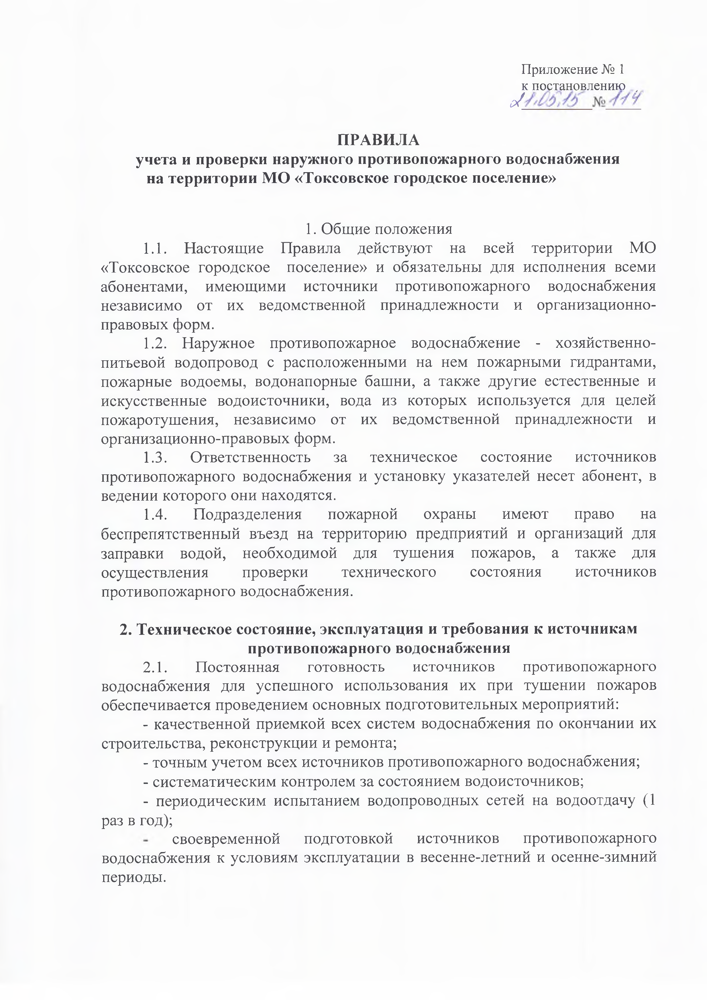 Приложение № 1
к постановлению
21.05.15 № 114
ПРАВИЛА
учета и проверки наружного противопожарного водоснабжения
на территории МО «Токсовское городское поселение»
1. Общие положения
1.1. Настоящие Правила действуют на всей территории МО
«Токсовское городское поселение» и обязательны для исполнения всеми
абонентами, имеющими источники противопожарного водоснабжения
независимо от их ведомственной принадлежности и организационно-
правовых форм.
1.2. Наружное противопожарное водоснабжение - хозяйственно-
питьевой водопровод с расположенными на нем пожарными гидрантами,
пожарные водоемы, водонапорные башни, а также другие естественные и
искусственные водоисточники, вода из которых используется для целей
пожаротушения, независимо от их ведомственной принадлежности и
организационно-правовых форм.
1.3. Ответственность за техническое состояние источников
противопожарного водоснабжения и установку указателей несет абонент, в
ведении которого они находятся.
1.4. Подразделения пожарной охраны имеют право на
беспрепятственный въезд на территорию предприятий и организаций для
заправки водой, необходимой для тушения пожаров, а также для
осуществления проверки технического состояния источников
противопожарного водоснабжения.
2. Техническое состояние, эксплуатация и требования к источникам
противопожарного водоснабжения
2.1. Постоянная готовность источников противопожарного
водоснабжения для успешного использования их при тушении пожаров
обеспечивается проведением основных подготовительных мероприятий:
- качественной приемкой всех систем водоснабжения по окончании их
строительства, реконструкции и ремонта;
- точным учетом всех источников противопожарного водоснабжения;
- систематическим контролем за состоянием водоисточников;
- периодическим испытанием водопроводных сетей на водоотдачу (1
раз в год);
- своевременной подготовкой источников противопожарного
водоснабжения к условиям эксплуатации в весенне-летний и осенне-зимний
периоды.